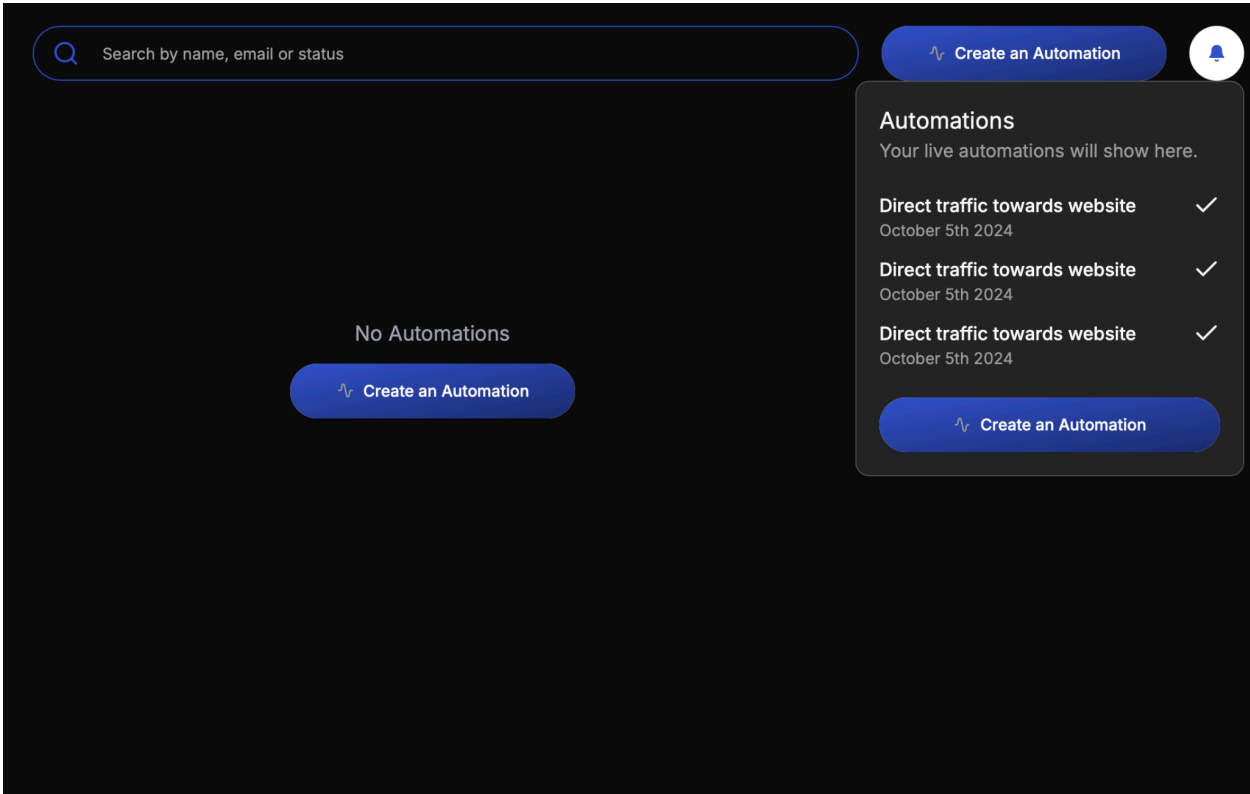 Search by name, email or status
Create an Automation
Automations
Your live automations will show here.
Direct traffic towards website
October 5th 2024
Direct traffic towards website
October 5th 2024
Direct traffic towards website
October 5th 2024
Create an Automation
No Automations
Create an Automation